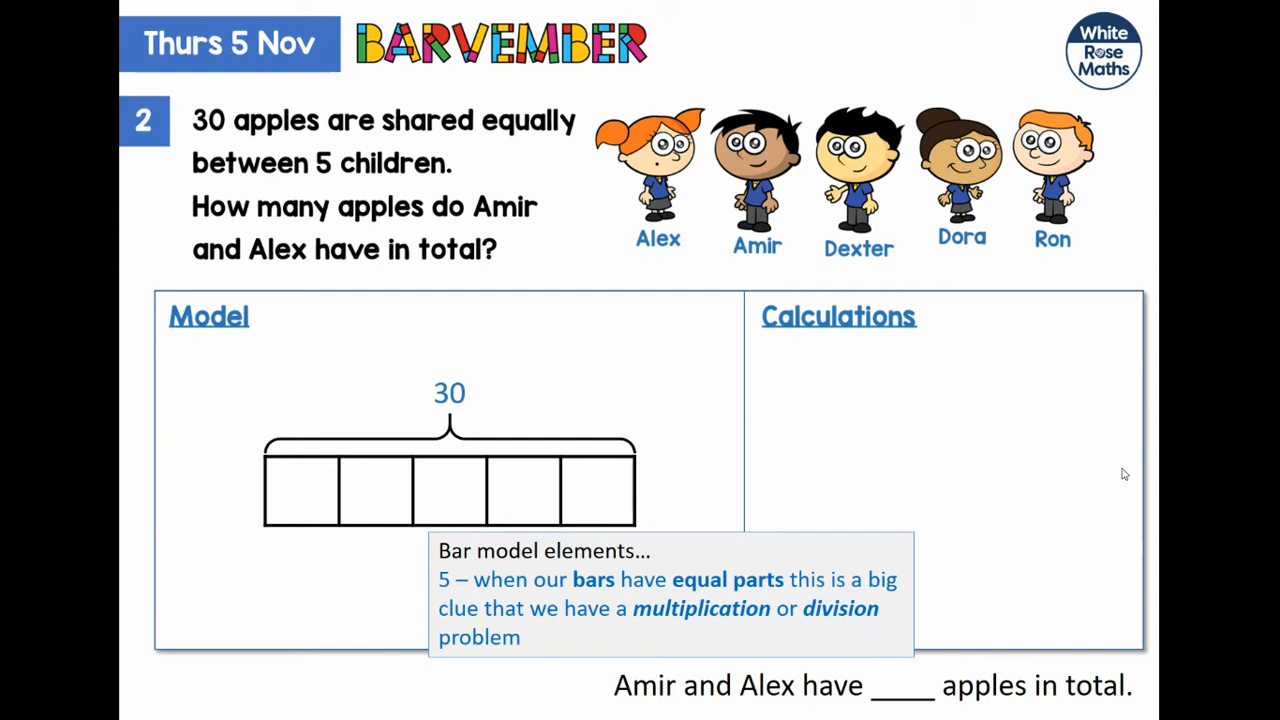 Thurs 5 Nov
BARVEMBER
White
Rose
Maths
2
30 apples are shared equally
between 5 children.
How many apples do Amir
and Alex have in total?
Alex
Amir
Dexter
Dora
Ron
Model
Calculations
30
Bar model elements...
5 – when our bars have equal parts this is a big
clue that we have a multiplication or division
problem
Amir and Alex have ____ apples in total.